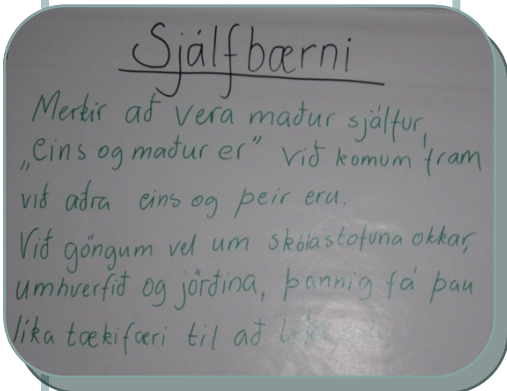 Sjálfbærni
Merkir að vera maður sjálfur,
„eins og maður er" við komum fram
við aðra eins og þeir eru.
Við göngum vel um skólastofuna okkar,
umhverfið og jörðina, þannig fá þau
líka tækifæri til að